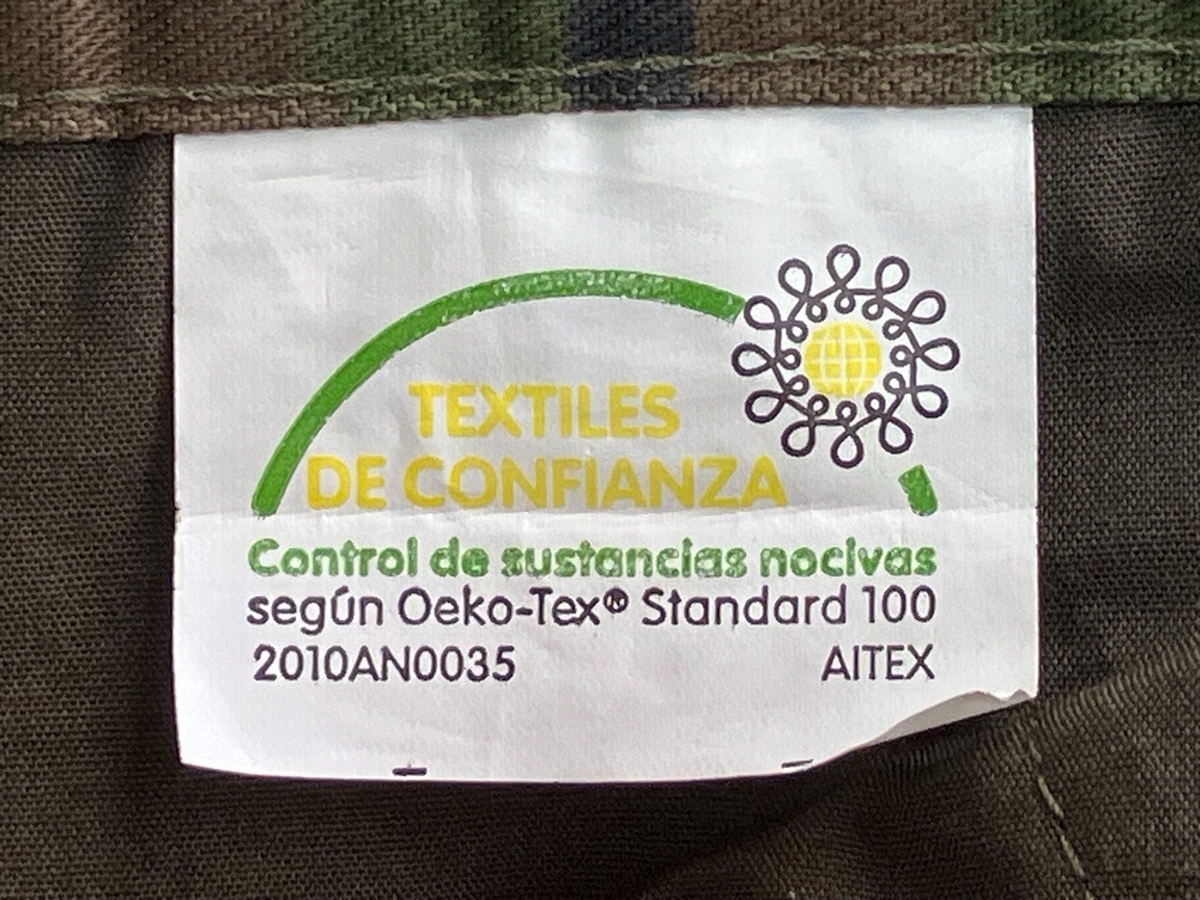 TEXTILES
DE CONFIANZA
Control de sustancias nocivas
según Oeko-Tex® Standard 100
2010AN0035 AITEX